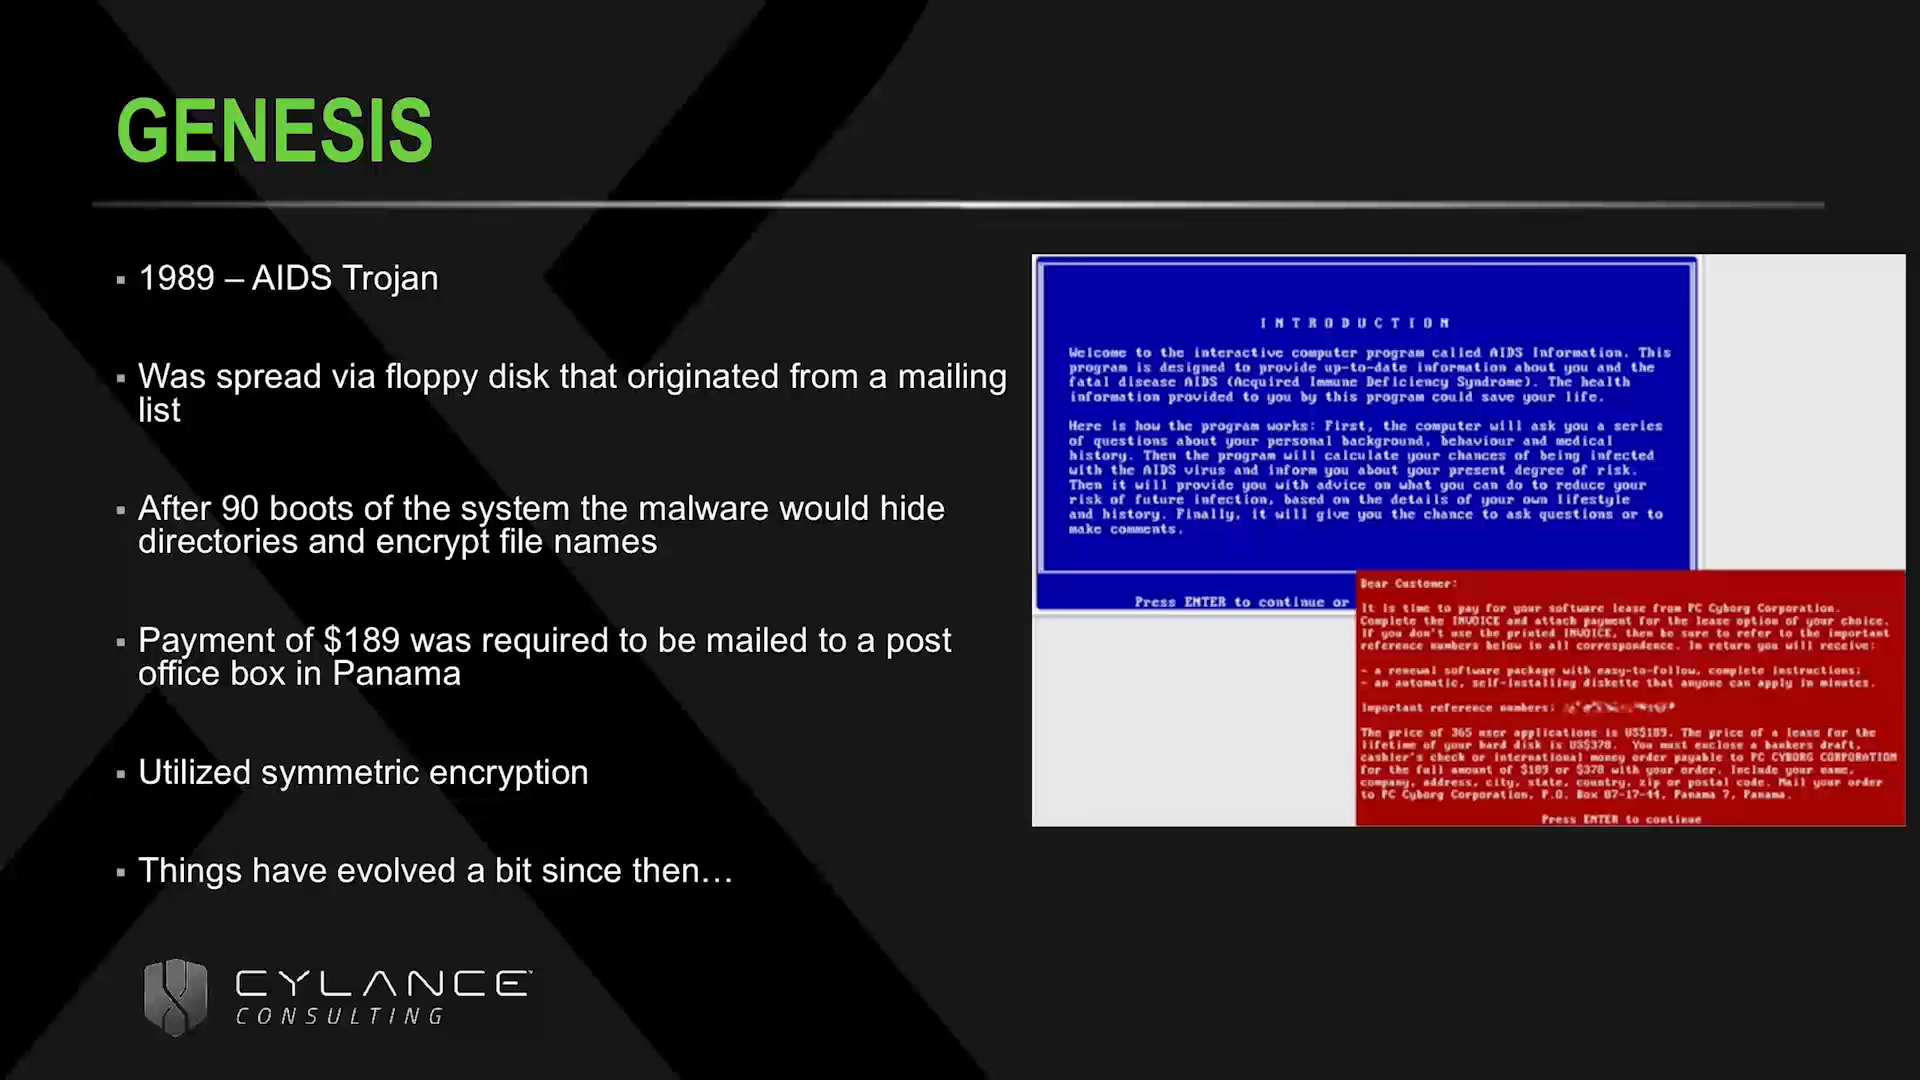 GENESIS
1989 – AIDS Trojan
Was spread via floppy disk that originated from a mailing
list
After 90 boots of the system the malware would hide
directories and encrypt file names
Payment of $189 was required to be mailed to a post
office box in Panama
Utilized symmetric encryption
Things have evolved a bit since then…
INTRODUCTION
Welcome to the interactive computer program called AIDS Information. This
program is designed to provide up-to-date information about you and the
fatal disease AIDS (Acquired Immune Deficiency Syndrome). The health
information provided to you by this program could save your life.
Here is how the program works: First, the computer will ask you a series
of questions about your personal background, behaviour and medical
history. Then the program will calculate your chances of being infected
with the AIDS virus and inform you about your present degree of risk.
Then it will provide you with advice on what you can do to reduce your
risk of future infection, based on the details of your own lifestyle
and history. Finally, it will give you the chance to ask questions or to
make comments.
Press ENTER to continue or
Dear Customer:
It is time to pay for your software lease from PC Cyborg Corporation.
Complete the INVOICE and attach payment for the lease option of your choice.
If you don't use the printed INVOICE, then be sure to refer to the important
reference numbers below in all correspondence. In return you will receive:
- a renewal software package with easy-to-follow, complete instructions;
- an automatic, self-installing diskette that anyone can apply in minutes.
Important reference numbers:
The price of 365 user applications is US$189. The price of a lease for the
lifetime of your hard disk is US$378. You must enclose a bankers draft,
cashier's check or international money order payable to PC CYBORG CORPORATION
for the full amount of $189 or $378 with your order. Include your name,
company, address, city, state, country, zip or postal code. Mail your order
to PC Cyborg Corporation, P.O. Box 87-17-44, Panama 7, Panama.
Press ENTER to continue
CYLANCE™
CONSULTING